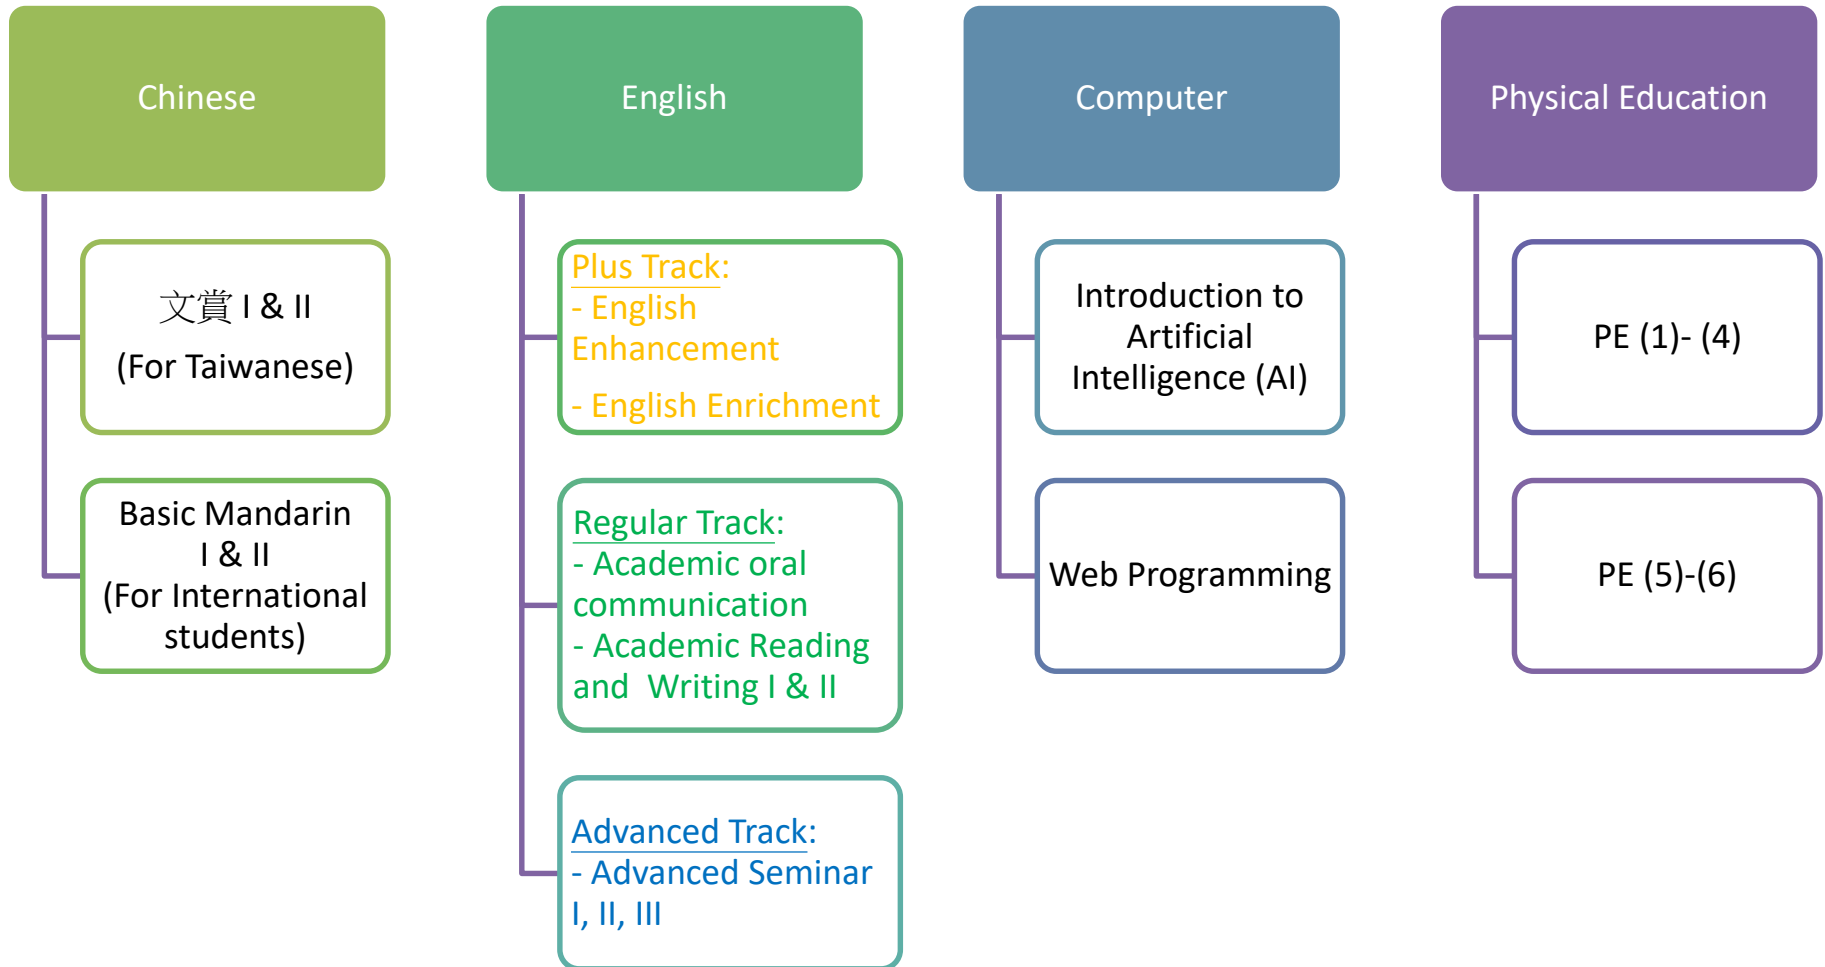 Chinese
文賞 I & II
(For Taiwanese)
Basic Mandarin
I & II
(For International
students)
English
Plus Track:
- English
Enhancement
- English Enrichment
Regular Track:
- Academic oral
communication
- Academic Reading
and Writing I & II
Advanced Track:
- Advanced Seminar
I, II, III
Computer
Introduction to
Artificial
Intelligence (AI)
Web Programming
Physical Education
PE (1)- (4)
PE (5)-(6)